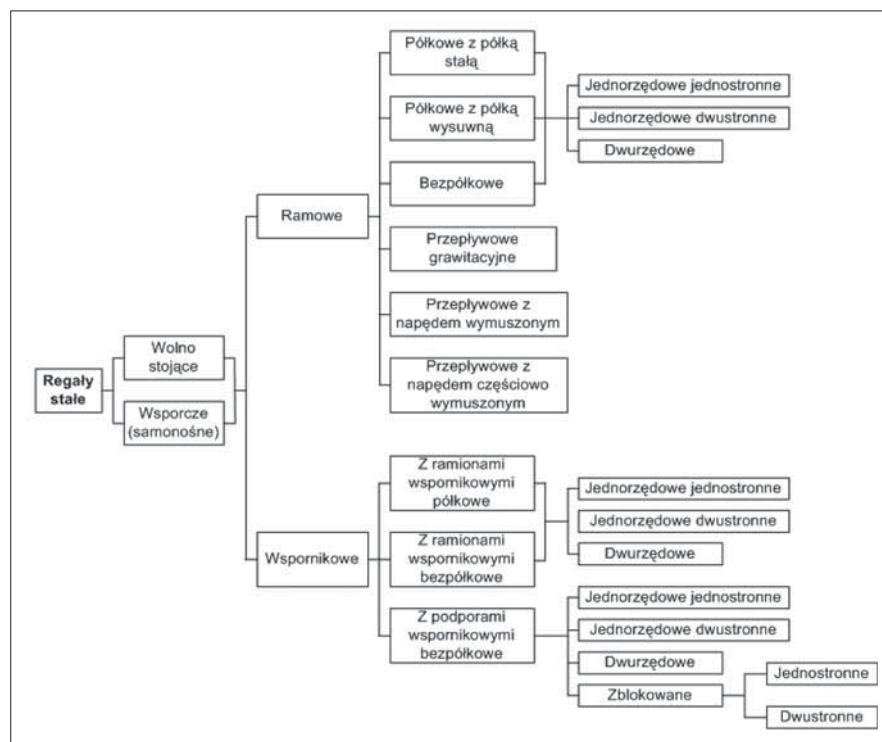 Regały
stałe
Wolno
stojące
Wsporcze
(samonośne)
Ramowe
Półkowe z półką
stałą
Półkowe z półką
wysuwną
Bezpółkowe
Jednorzędowe jednostronne
Jednorzędowe dwustronne
Dwurzędowe
Przepływowe
grawitacyjne
Przepływowe z
napędem wymuszonym
Przepływowe z
napędem częściowo
wymuszonym
Wspornikowe
Z ramionami
wspornikowymi
półkowe
Z ramionami
wspornikowymi
bezpółkowe
Jednorzędowe jednostronne
Jednorzędowe dwustronne
Dwurzędowe
Z podporami
wspornikowymi
bezpółkowe
Jednorzędowe jednostronne
Jednorzędowe dwustronne
Dwurzędowe
Zblokowane
Jednostronne
Dwustronne